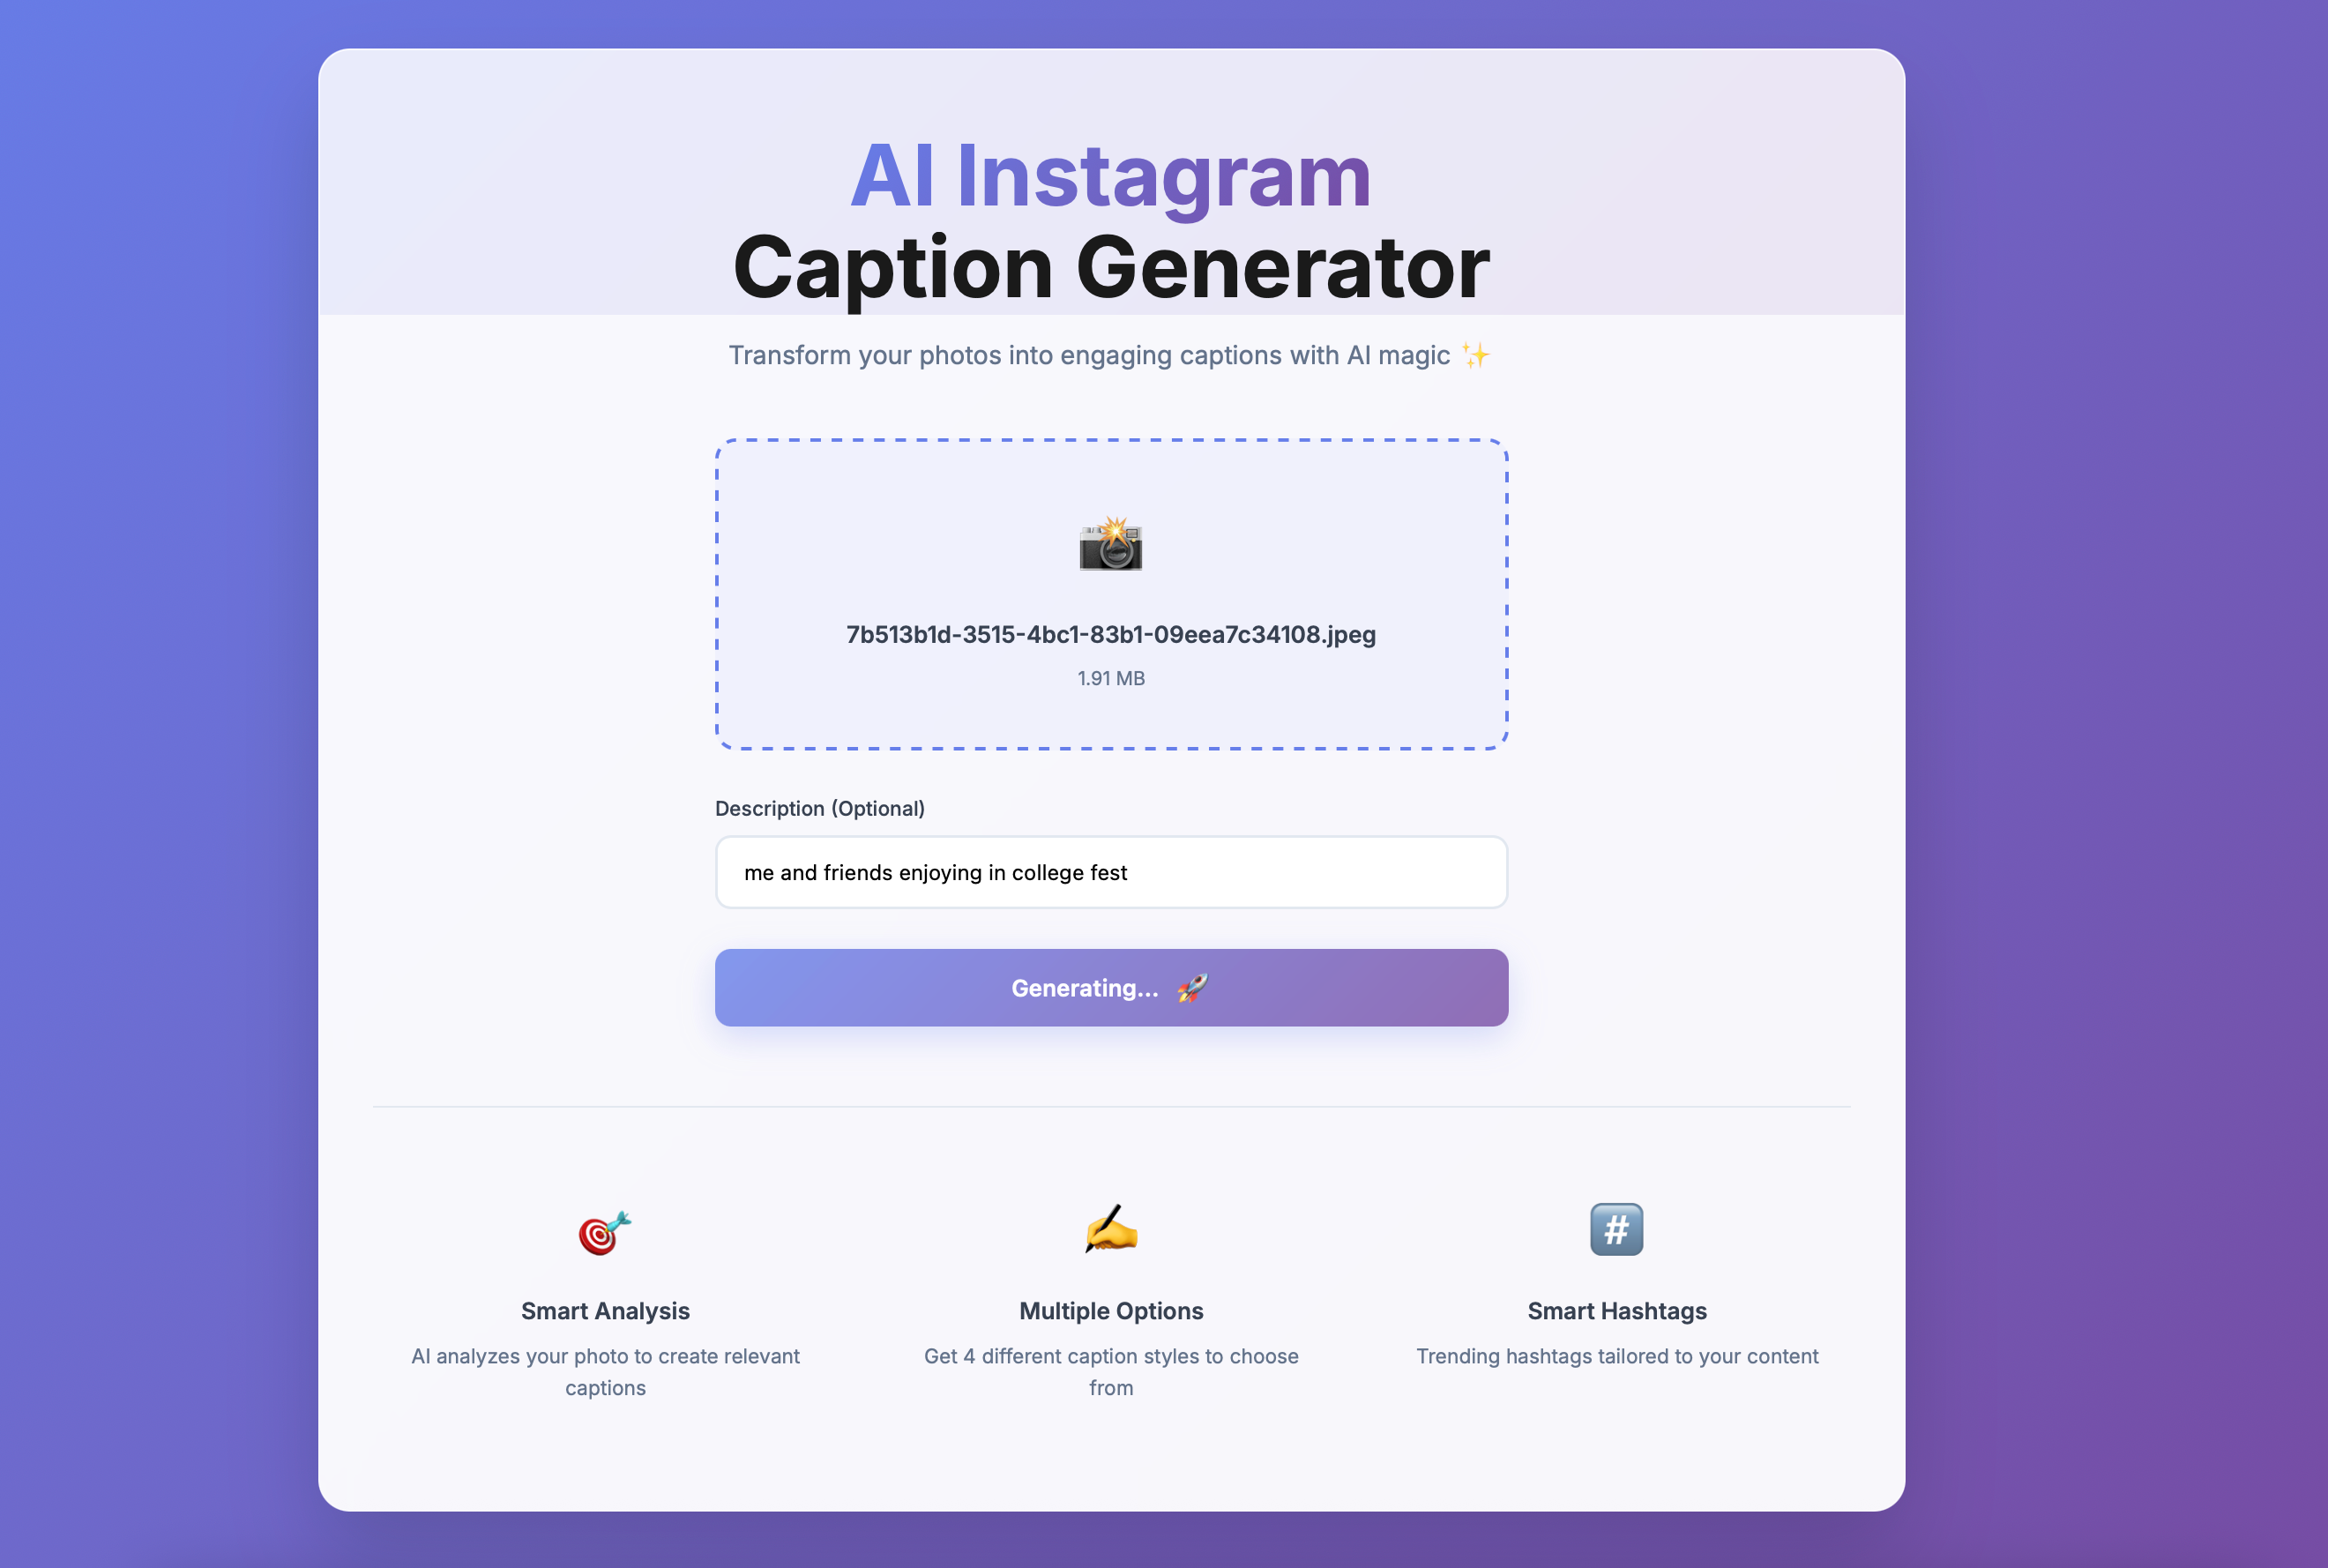 AI Instagram
Caption Generator
Transform your photos into engaging captions with AI magic ✨
7b513b1d-3515-4bc1-83b1-09eea7c34108.jpeg
1.91 MB
Description (Optional)
me and friends enjoying in college fest
Generating... 🚀
#
Smart Analysis
AI analyzes your photo to create relevant
captions
Multiple Options
Get 4 different caption styles to choose
from
Smart Hashtags
Trending hashtags tailored to your content